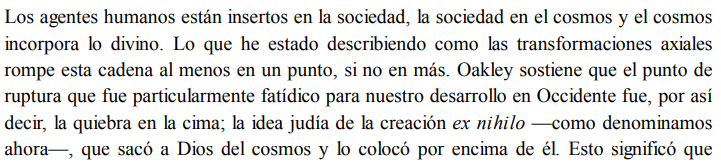 Los agentes humanos están insertos en la sociedad, la sociedad en el cosmos y el cosmos
incorpora lo divino. Lo que he estado describiendo como las transformaciones axiales
rompe esta cadena al menos en un punto, si no en más. Oakley sostiene que el punto de
ruptura que fue particularmente fatídico para nuestro desarrollo en Occidente fue, por así
decir, la quiebra en la cima; la idea judía de la creación ex nihilo —como denominamos
ahora—, que sacó a Dios del cosmos y lo colocó por encima de él. Esto significó que